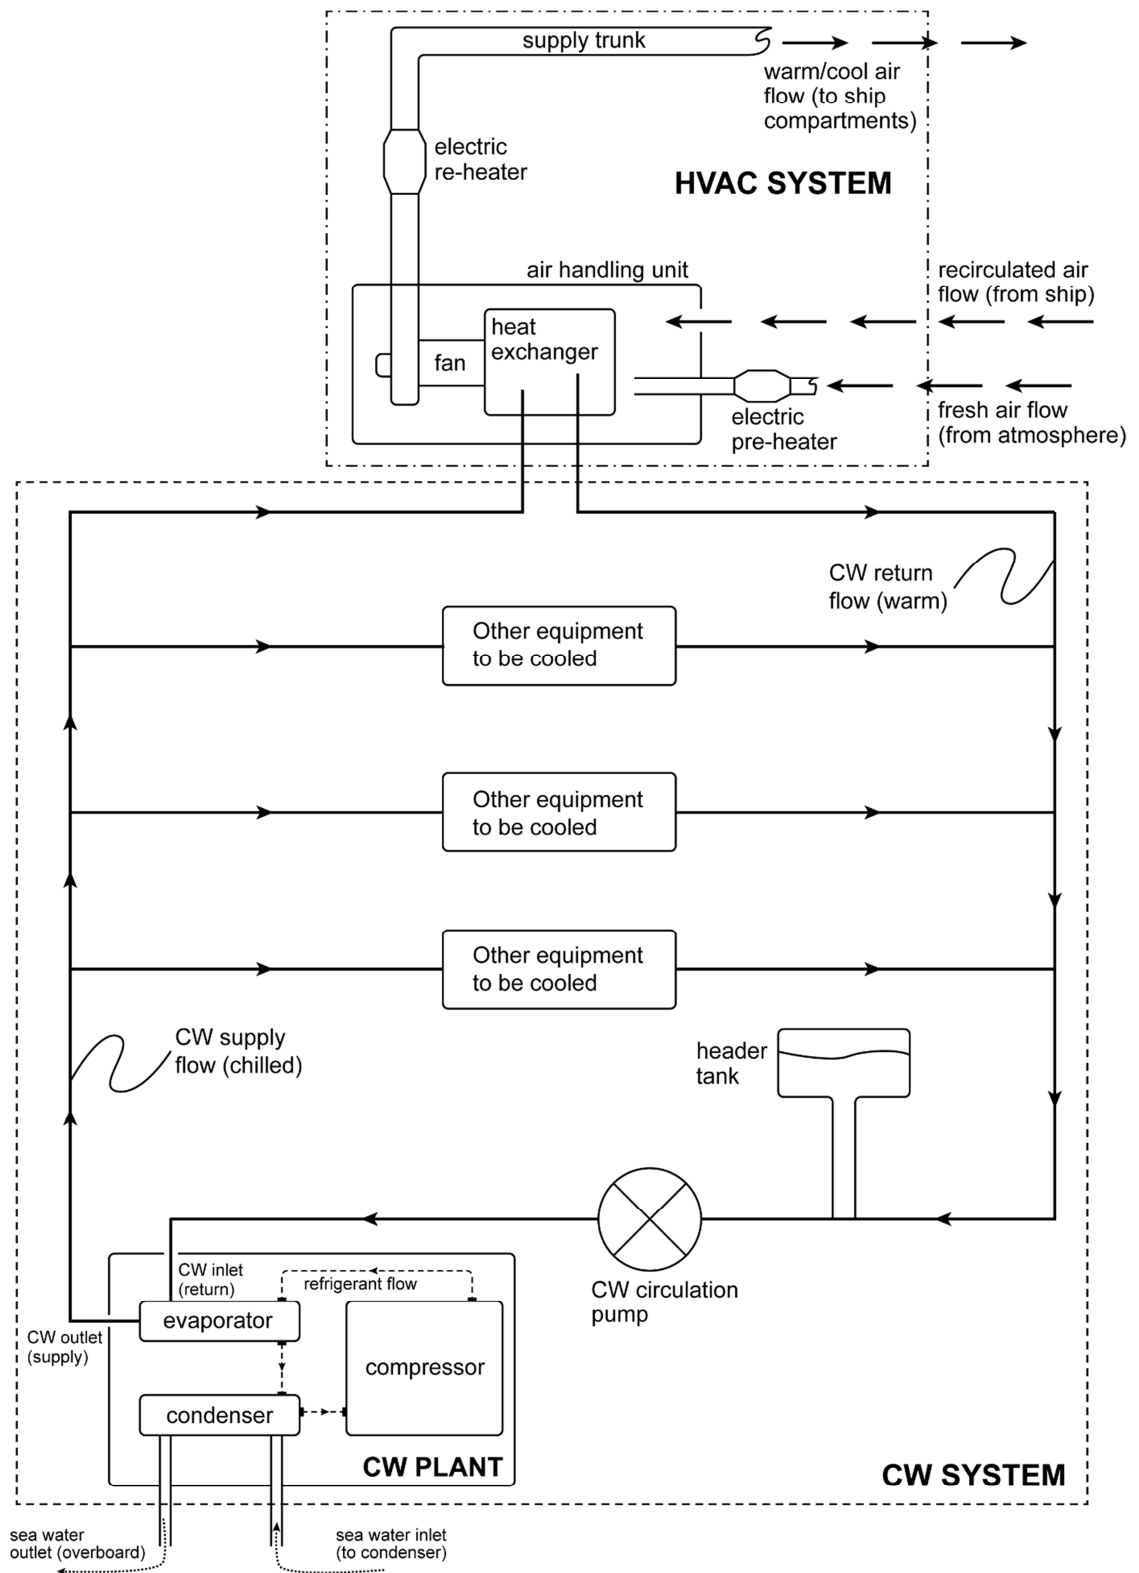 supply trunk
warm/cool air
flow (to ship
compartments)
electric
re-heater
HVAC SYSTEM
air handling unit
recirculated air
flow (from ship)
heat
exchanger
fan
electric
pre-heater
fresh air flow
(from atmosphere)
CW return
flow (warm)
Other equipment
to be cooled
Other equipment
to be cooled
Other equipment
to be cooled
CW supply
flow (chilled)
header
tank
CW circulation
pump
CW inlet
(return)
refrigerant flow
evaporator
CW outlet
(supply)
compressor
condenser
CW PLANT
CW SYSTEM
sea water
outlet (overboard)
sea water inlet
(to condenser)